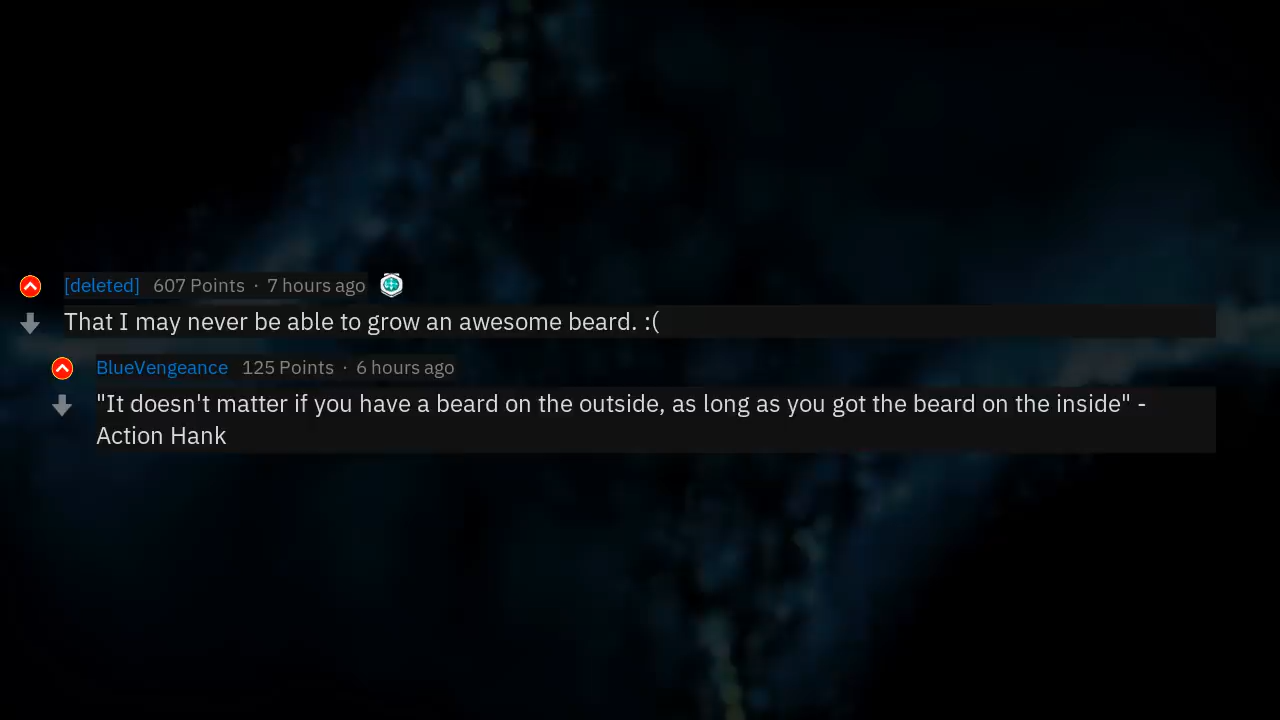 [deleted] 607 Points · 7 hours ago
That I may never be able to grow an awesome beard. :(
BlueVengeance 125 Points · 6 hours ago
"It doesn't matter if you have a beard on the outside, as long as you got the beard on the inside" -
Action Hank